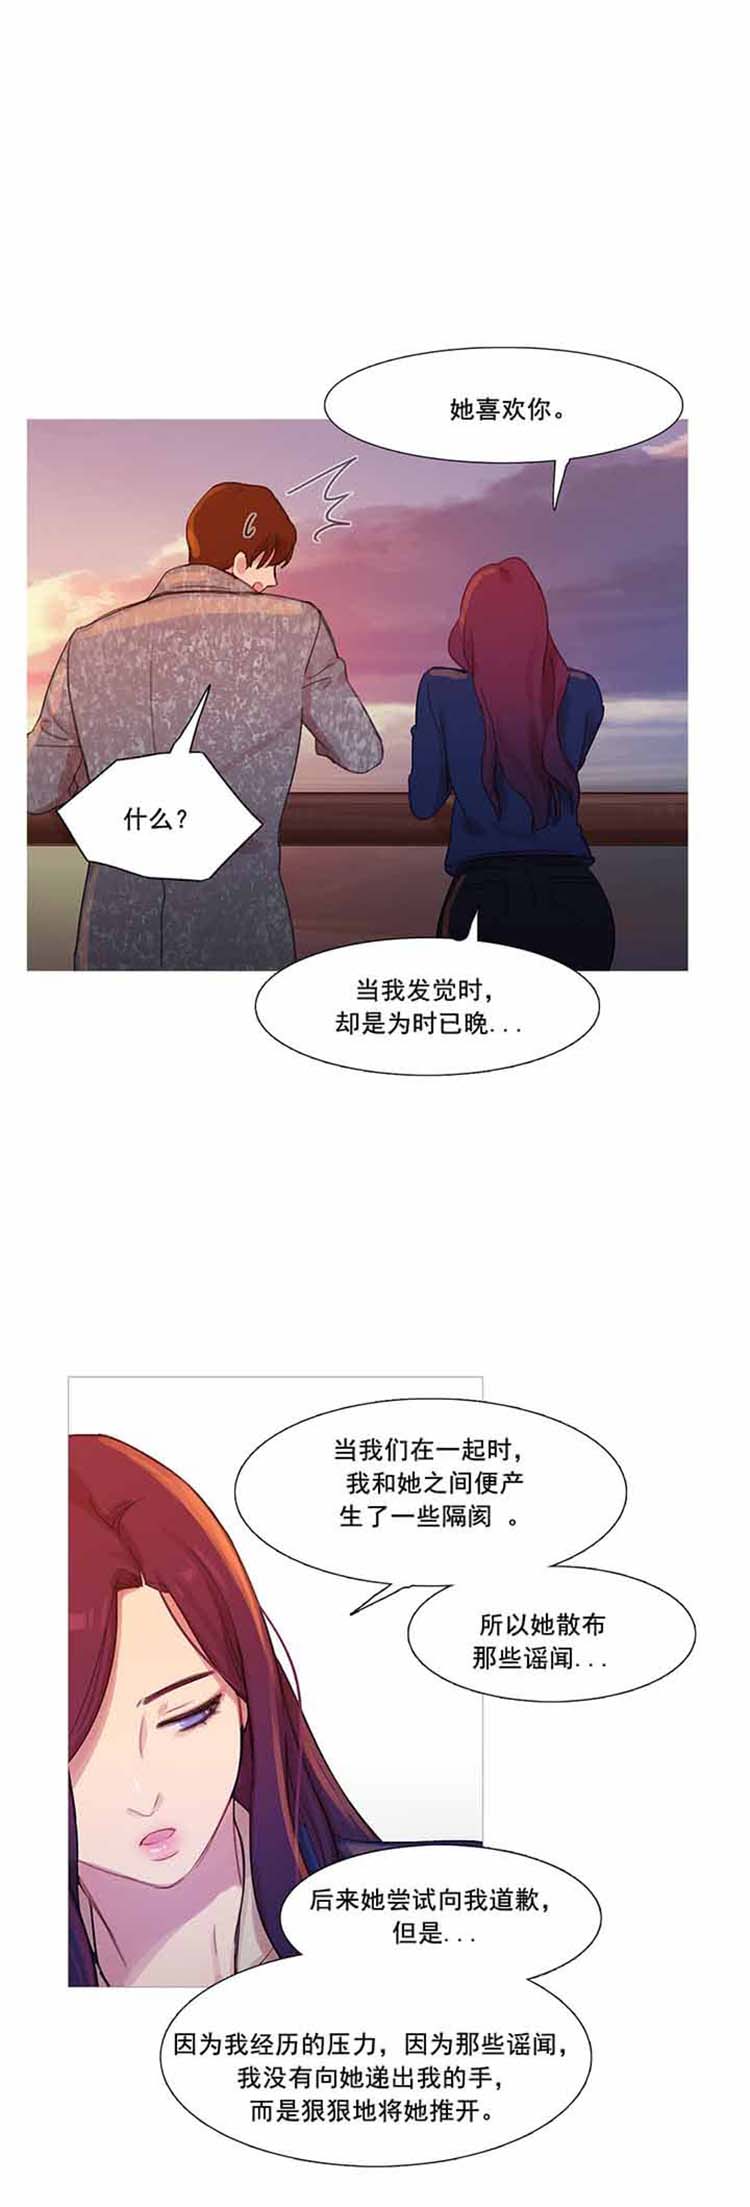 她喜欢你。
什么?
当我发觉时，
却是为时已晚...
当我们在一起时，
我和她之间便产
生了一些隔阂 。
所以她散布
那些谣闻...
后来她尝试向我道歉，
但是...
因为我经历的压力，因为那些谣闻，
我没有向她递出我的手，
而是狠狠地将她推开。